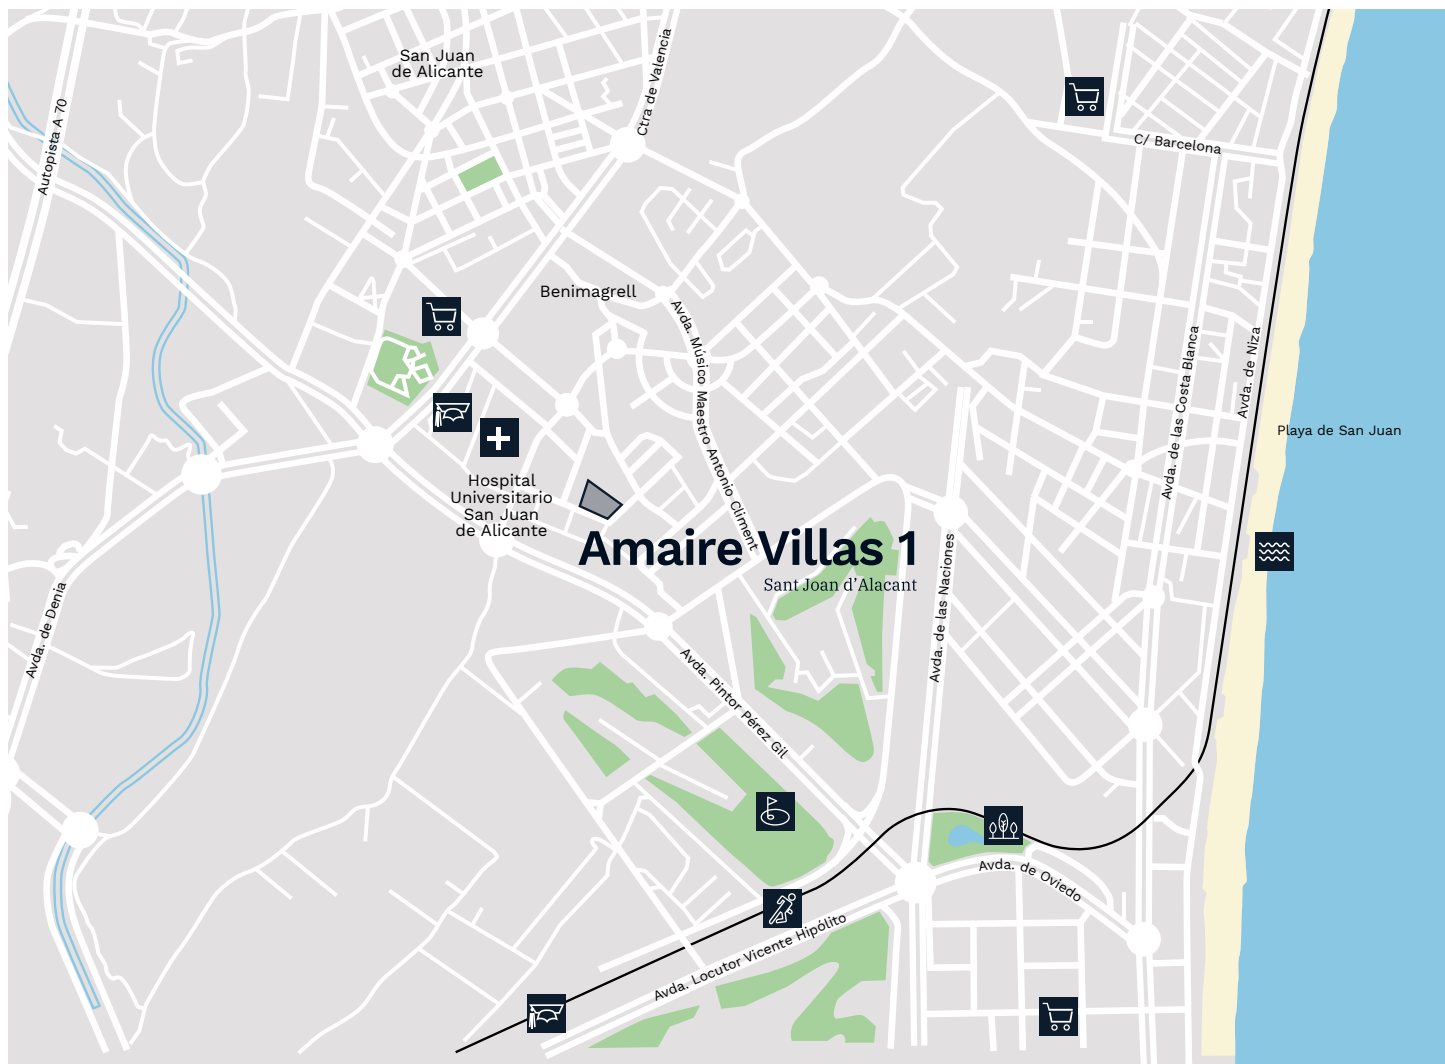 San Juan
de Alicante
Ctra de Valencia
Autopista A 70
C/ Barcelona
Benimagrell
Avda. Músico Maestro Antonio Climent
Avda. de las Costa Blanca
Avda. de Niza
Playa de San Juan
Hospital
Universitario
San Juan
de Alicante
Amaire Villas 1
Sant Joan d’Alacant
Avda. de las Naciones
Avda. de Denia
Avda. Pintor Pérez Gil
Avda. de Oviedo
Avda. Locutor Vicente Hipólito